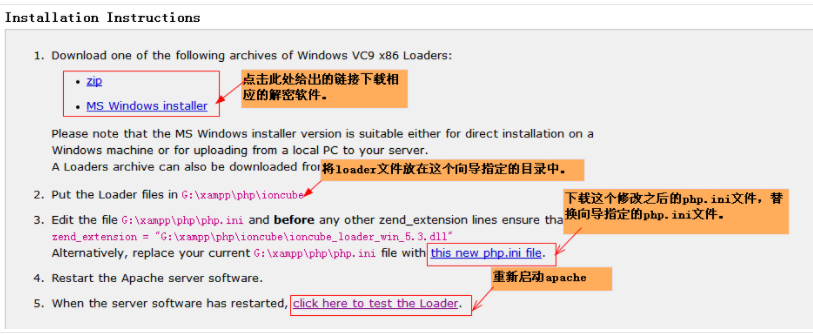 Installation Instructions
1. Download one of the following archives of Windows VC9 x86 Loaders:
• zip
• MS Windows installer
点击此处给出的链接下载相
应的解密软件。
Please note that the MS Windows installer version is suitable either for direct installation on a
Windows machine or for uploading from a local PC to your server.
A Loaders archive can also be downloaded from
将loader文件放在这个向导指定的目录中。
2. Put the Loader files in G:\xampp\php\ioncube
下载这个修改之后的php.ini文件，替
换向导指定的php.ini文件。
3. Edit the file G:\xampp\php\php.ini and before any other zend_extension lines ensure tha
zend_extension = "G:\xampp\php\ioncube\ioncube_loader_win_5.3.dll"
Alternatively, replace your current G:\xampp\php\php.ini file with this new php.ini file.
4. Restart the Apache server software.
重新启动apache
5. When the server software has restarted, click here to test the Loader.